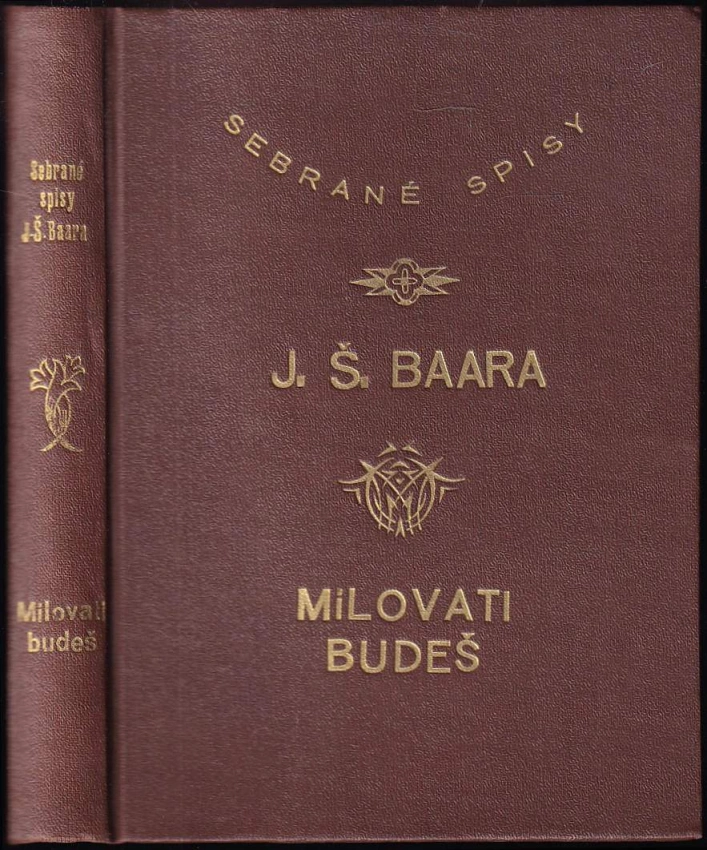 Sebrané
spisy
J.Š.Baara
Milovati
budeš
SEBRANÉ SPISY
J. Š. BAARA
MiLOVATI
BUDEŠ